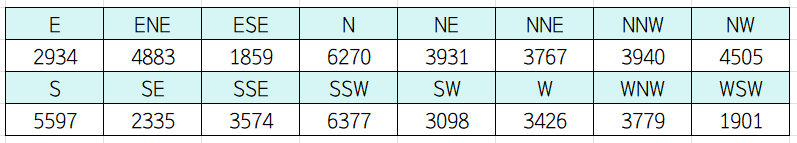 E ENE ESE N NE NNE NNW NW
2934 4883 1859 6270 3931 3767 3940 4505
S SE SSE SSW SW W WNW WSW
5597 2335 3574 6377 3098 3426 3779 1901